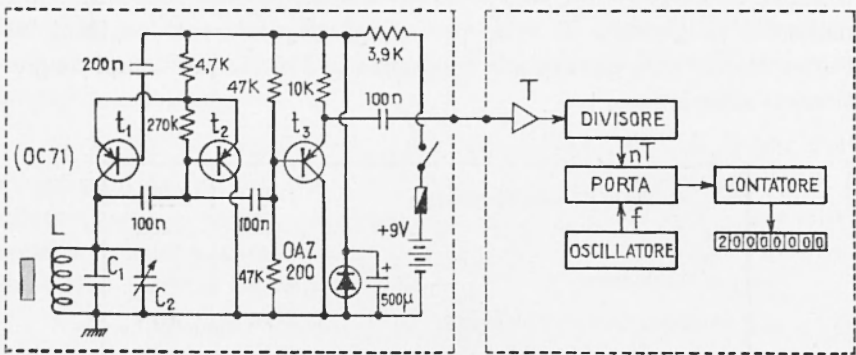 200n
4,7K
47K
10K
3,9K
100n
T
DIVISORE
t1
270K
t2
t3
(OC71)
nT
PORTA
CONTATORE
100n
100n
+9V
f
L
OAZ
200
OSCILLATORE
20000000
C1
C2
47K
+
500µ